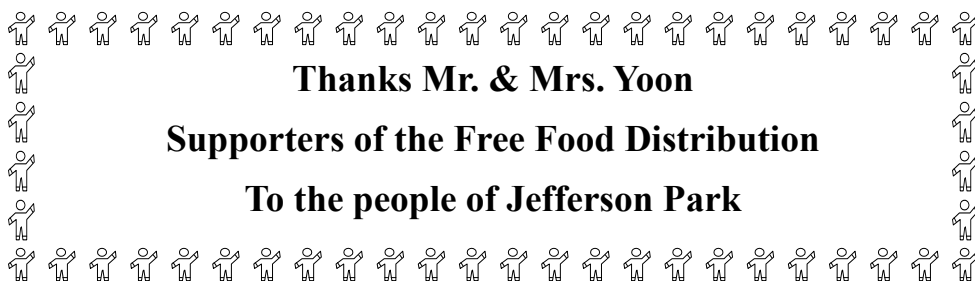 Thanks Mr. & Mrs. Yoon
Supporters of the Free Food Distribution
To the people of Jefferson Park